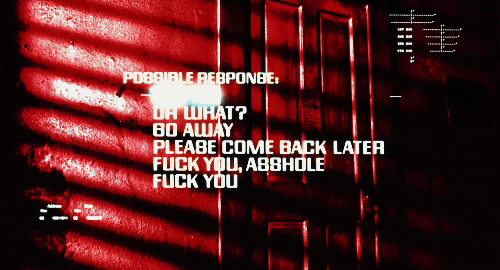 POSSIBLE RESPONSE:
OR WHAT?
GO AWAY
PLEASE COME BACK LATER
FUCK YOU, ASSHOLE
FUCK YOU